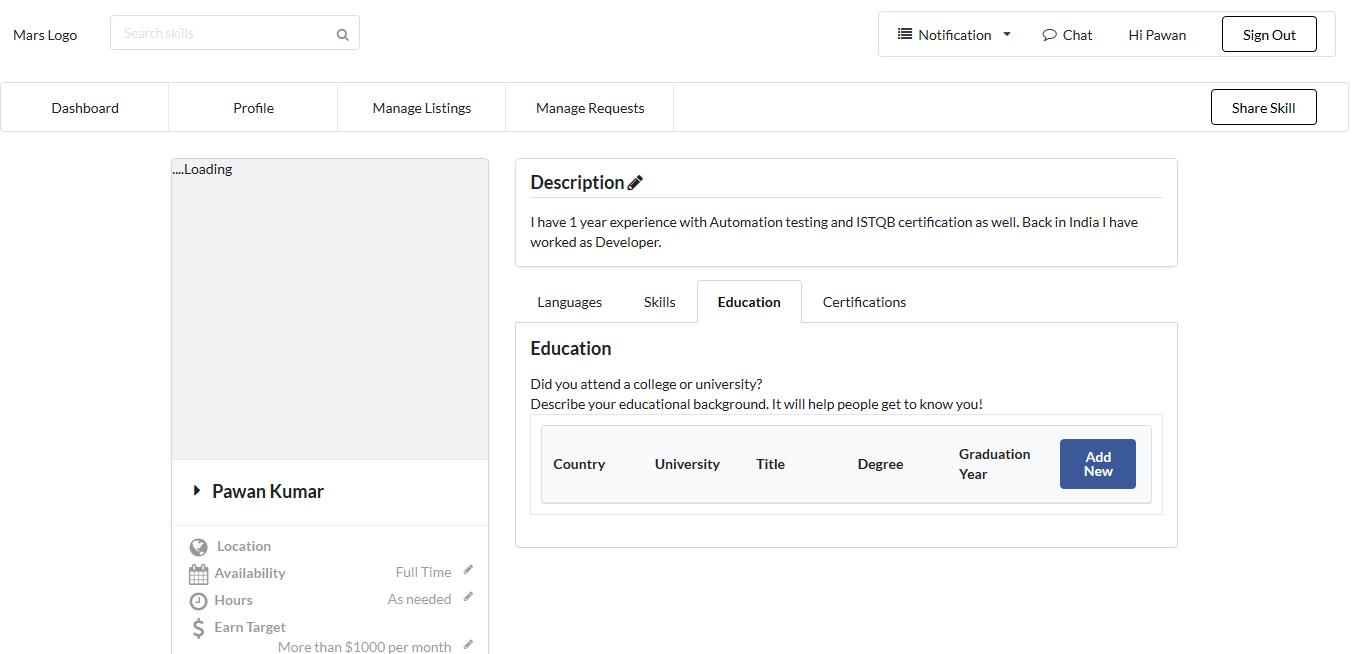 Mars Logo
Search skills
Notification
Chat
Hi Pawan
Sign Out
Dashboard
Profile
Manage Listings
Manage Requests
Share Skill
....Loading
Pawan Kumar
Location
Availability
Full Time
Hours
As needed
Earn Target
More than $1000 per month
Description
I have 1 year experience with Automation testing and ISTQB certification as well. Back in India I have
worked as Developer.
Languages
Skills
Education
Certifications
Education
Did you attend a college or university?
Describe your educational background. It will help people get to know you!
Country
University
Title
Degree
Graduation
Year
Add
New